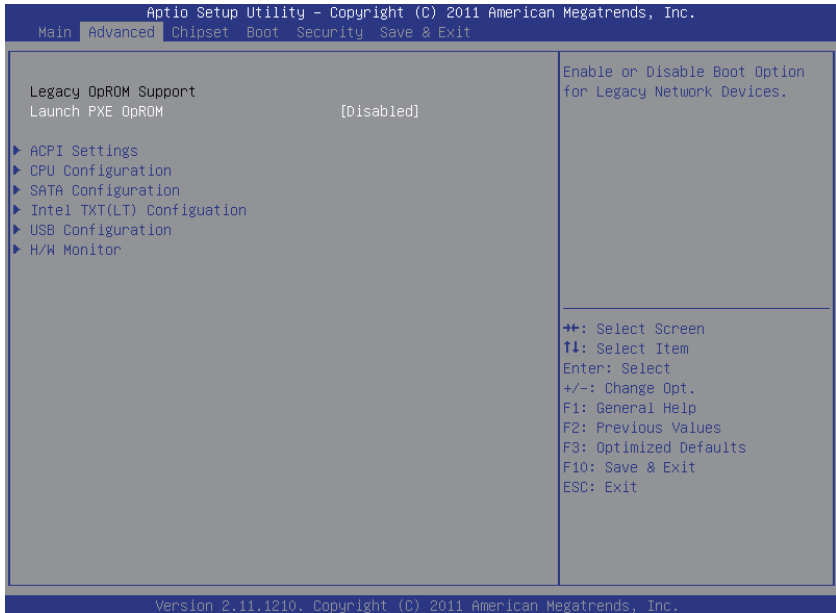 Aptio Setup Utility – Copyright (C) 2011 American Megatrends, Inc.
Main Advanced Chipset Boot Security Save & Exit
Legacy OpROM Support
Launch PXE OpROM [Disabled]
ACPI Settings
CPU Configuration
SATA Configuration
Intel TXT(LT) Configuation
USB Configuration
H/W Monitor
Enable or Disable Boot Option
for Legacy Network Devices.
→←: Select Screen
↑↓: Select Item
Enter: Select
+/-: Change Opt.
F1: General Help
F2: Previous Values
F3: Optimized Defaults
F10: Save & Exit
ESC: Exit
Version 2.11.1210. Copyright (C) 2011 American Megatrends, Inc.